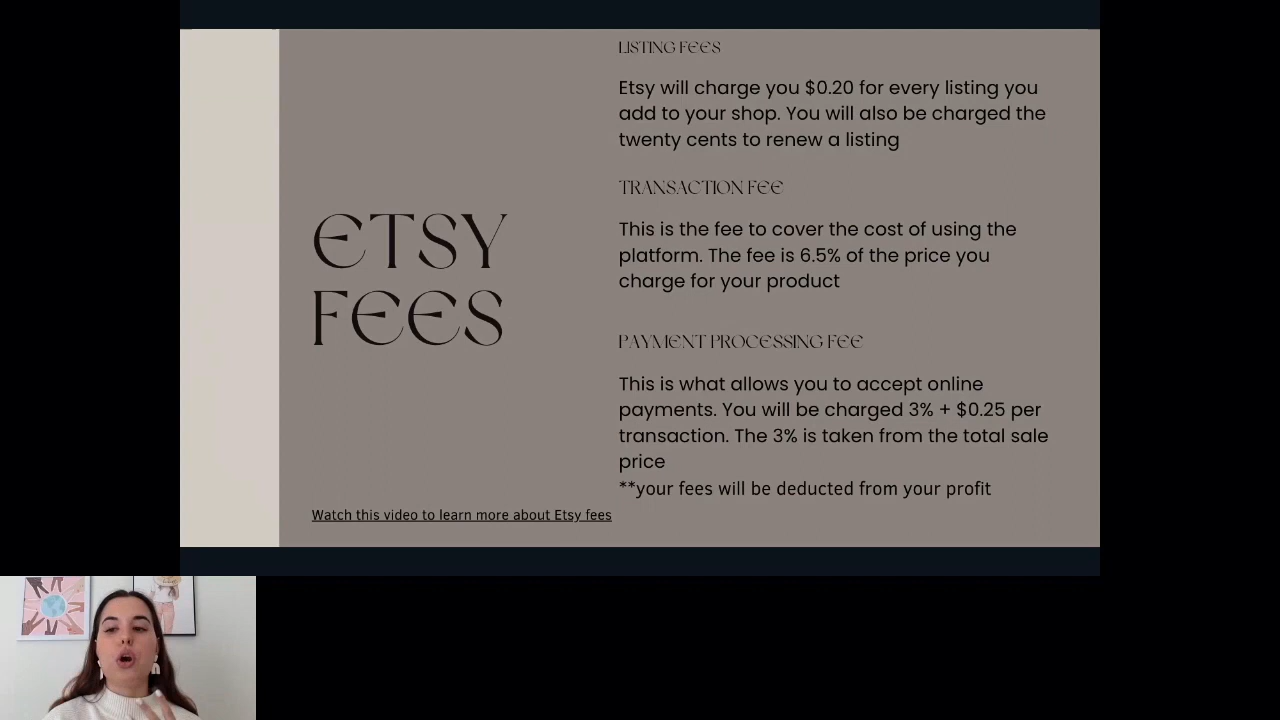 ETSY
FEES
Watch this video to learn more about Etsy fees
LISTING FEES
Etsy will charge you $0.20 for every listing you
add to your shop. You will also be charged the
twenty cents to renew a listing
TRANSACTION FEE
This is the fee to cover the cost of using the
platform. The fee is 6.5% of the price you
charge for your product
PAYMENT PROCESSING FEE
This is what allows you to accept online
payments. You will be charged 3% + $0.25 per
transaction. The 3% is taken from the total sale
price
**your fees will be deducted from your profit